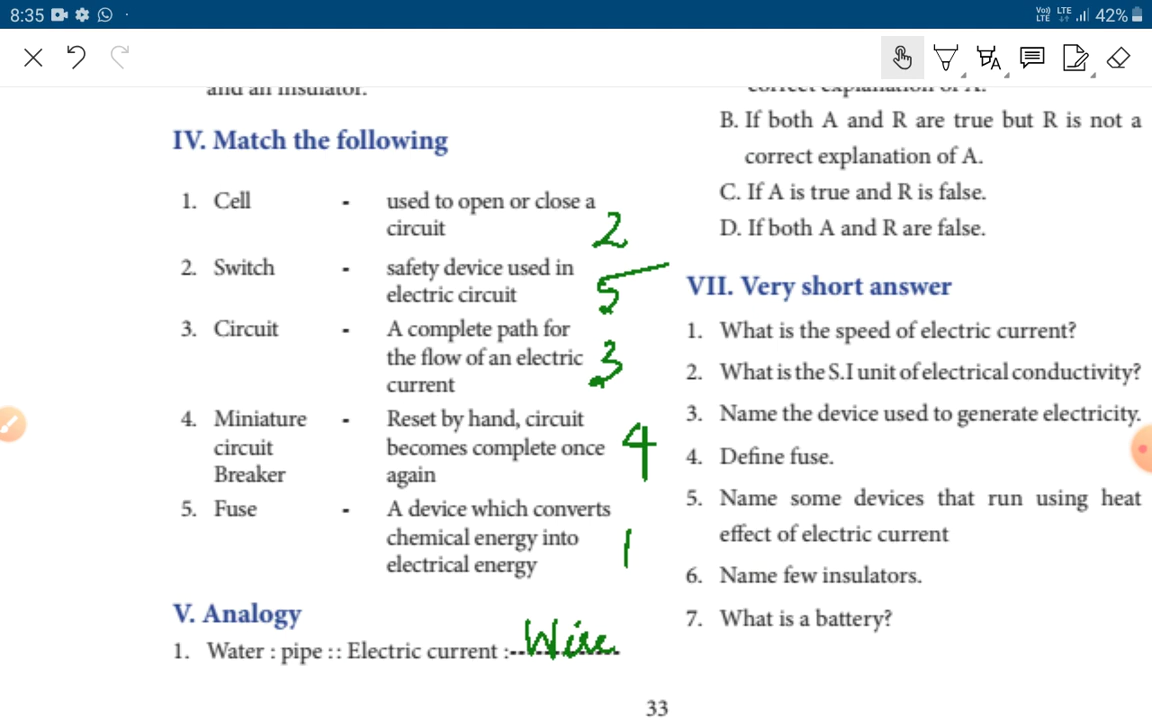 8:35
Vo))
LTE
LTE
42%
and an insulator.
IV. Match the following
1. Cell - used to open or close a
circuit 2
2. Switch - safety device used in
electric circuit 5
3. Circuit - A complete path for
the flow of an electric 3
current
4. Miniature - Reset by hand, circuit
circuit becomes complete once 4
Breaker again
5. Fuse - A device which converts
chemical energy into 1
electrical energy
V. Analogy
1. Water : pipe : : Electric current : Wire
correct explanation of A.
B. If both A and R are true but R is not a
correct explanation of A.
C. If A is true and R is false.
D. If both A and R are false.
VII. Very short answer
1. What is the speed of electric current?
2. What is the S.I unit of electrical conductivity?
3. Name the device used to generate electricity.
4. Define fuse.
5. Name some devices that run using heat
effect of electric current
6. Name few insulators.
7. What is a battery?
33